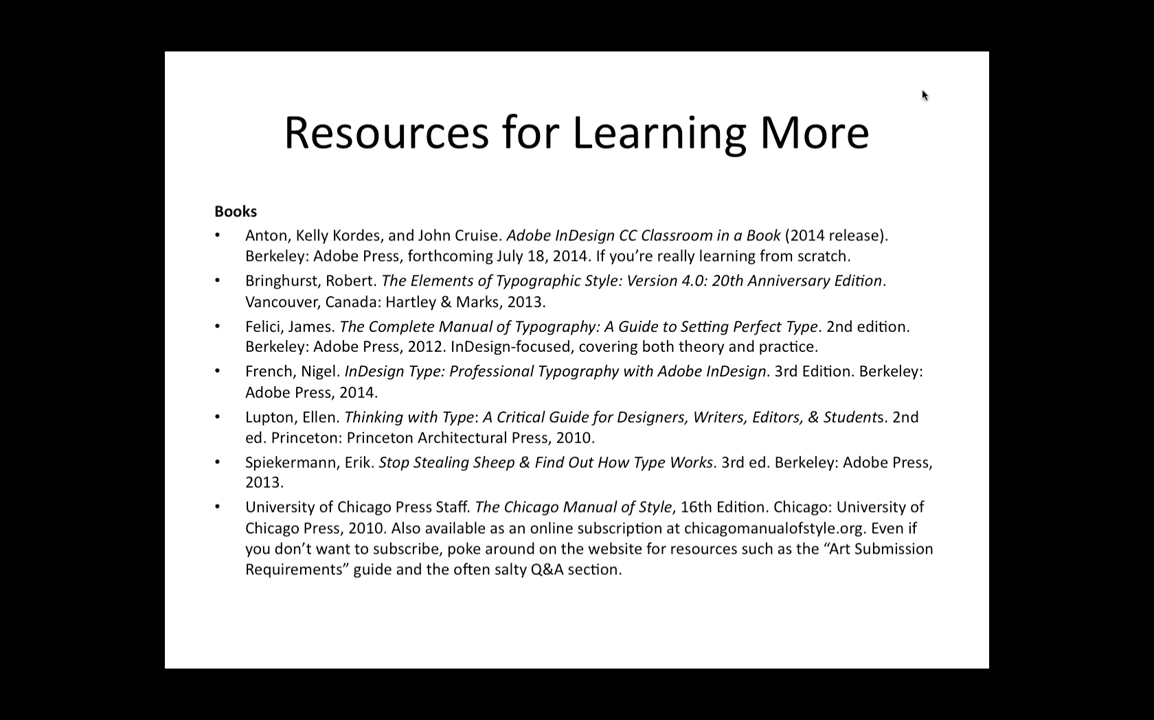 Resources for Learning More
Books
• Anton, Kelly Kordes, and John Cruise. Adobe InDesign CC Classroom in a Book (2014 release).
Berkeley: Adobe Press, forthcoming July 18, 2014. If you’re really learning from scratch.
• Bringhurst, Robert. The Elements of Typographic Style: Version 4.0: 20th Anniversary Edition.
Vancouver, Canada: Hartley & Marks, 2013.
• Felici, James. The Complete Manual of Typography: A Guide to Setting Perfect Type. 2nd edition.
Berkeley: Adobe Press, 2012. InDesign-focused, covering both theory and practice.
• French, Nigel. InDesign Type: Professional Typography with Adobe InDesign. 3rd Edition. Berkeley:
Adobe Press, 2014.
• Lupton, Ellen. Thinking with Type: A Critical Guide for Designers, Writers, Editors, & Students. 2nd
ed. Princeton: Princeton Architectural Press, 2010.
• Spiekermann, Erik. Stop Stealing Sheep & Find Out How Type Works. 3rd ed. Berkeley: Adobe Press,
2013.
• University of Chicago Press Staff. The Chicago Manual of Style, 16th Edition. Chicago: University of
Chicago Press, 2010. Also available as an online subscription at chicagomanualofstyle.org. Even if
you don’t want to subscribe, poke around on the website for resources such as the “Art Submission
Requirements” guide and the often salty Q&A section.